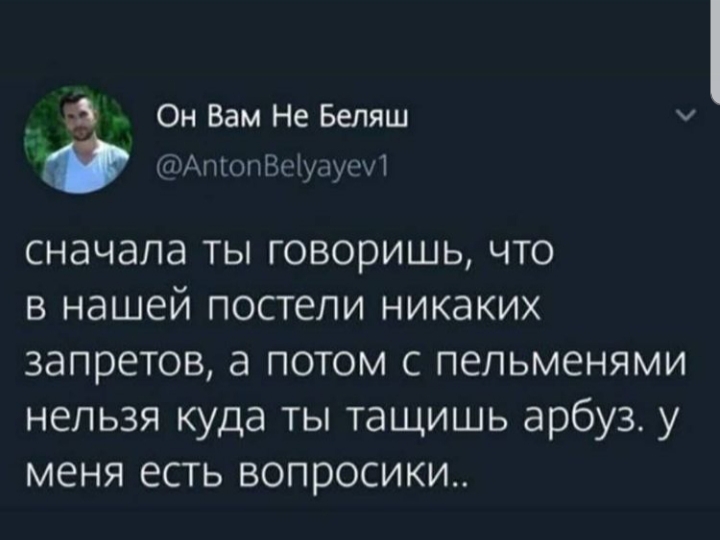 Он Вам Не Беляш
@AntonBelyayev1
сначала ты говоришь, что
в нашей постели никаких
запретов, а потом с пельменями
нельзя куда ты тащишь арбуз. у
меня есть вопросики..